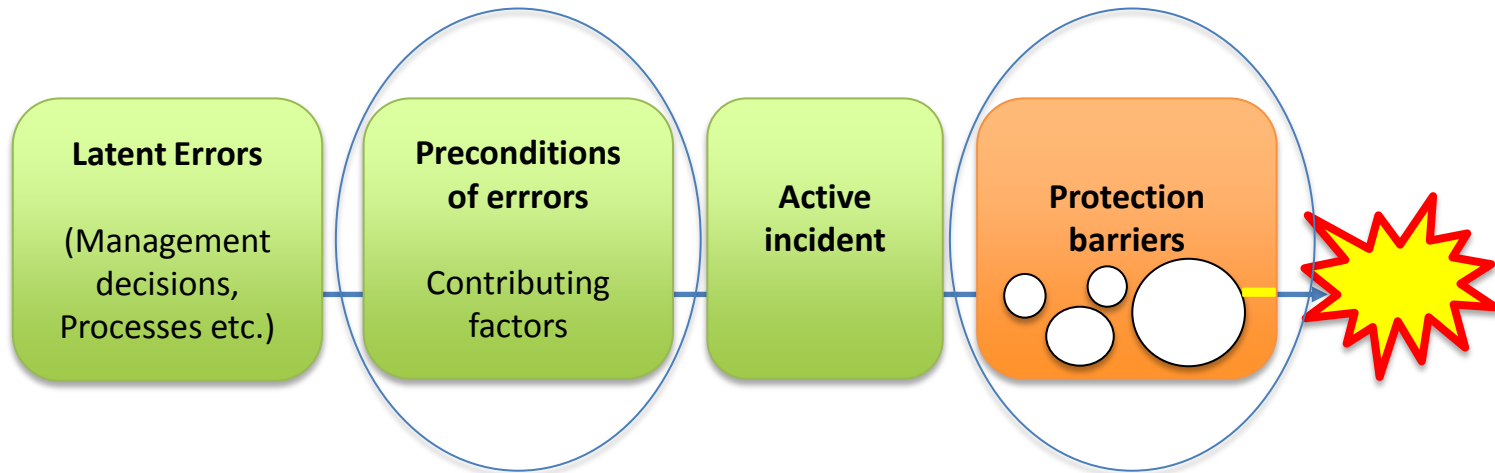 Latent Errors
(Management
decisions,
Processes etc.)
Preconditions
of errrors
Contributing
factors
Active
incident
Protection
barriers